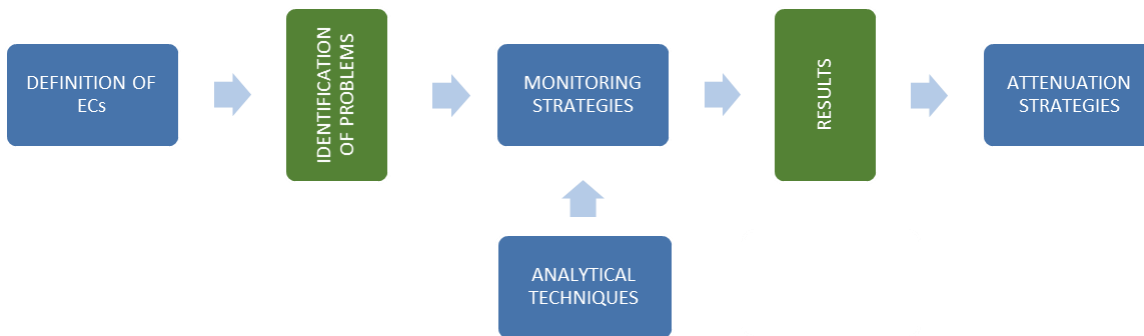 DEFINITION OF
ECs
IDENTIFICATION
OF PROBLEMS
MONITORING
STRATEGIES
RESULTS
ATTENUATION
STRATEGIES
ANALYTICAL
TECHNIQUES